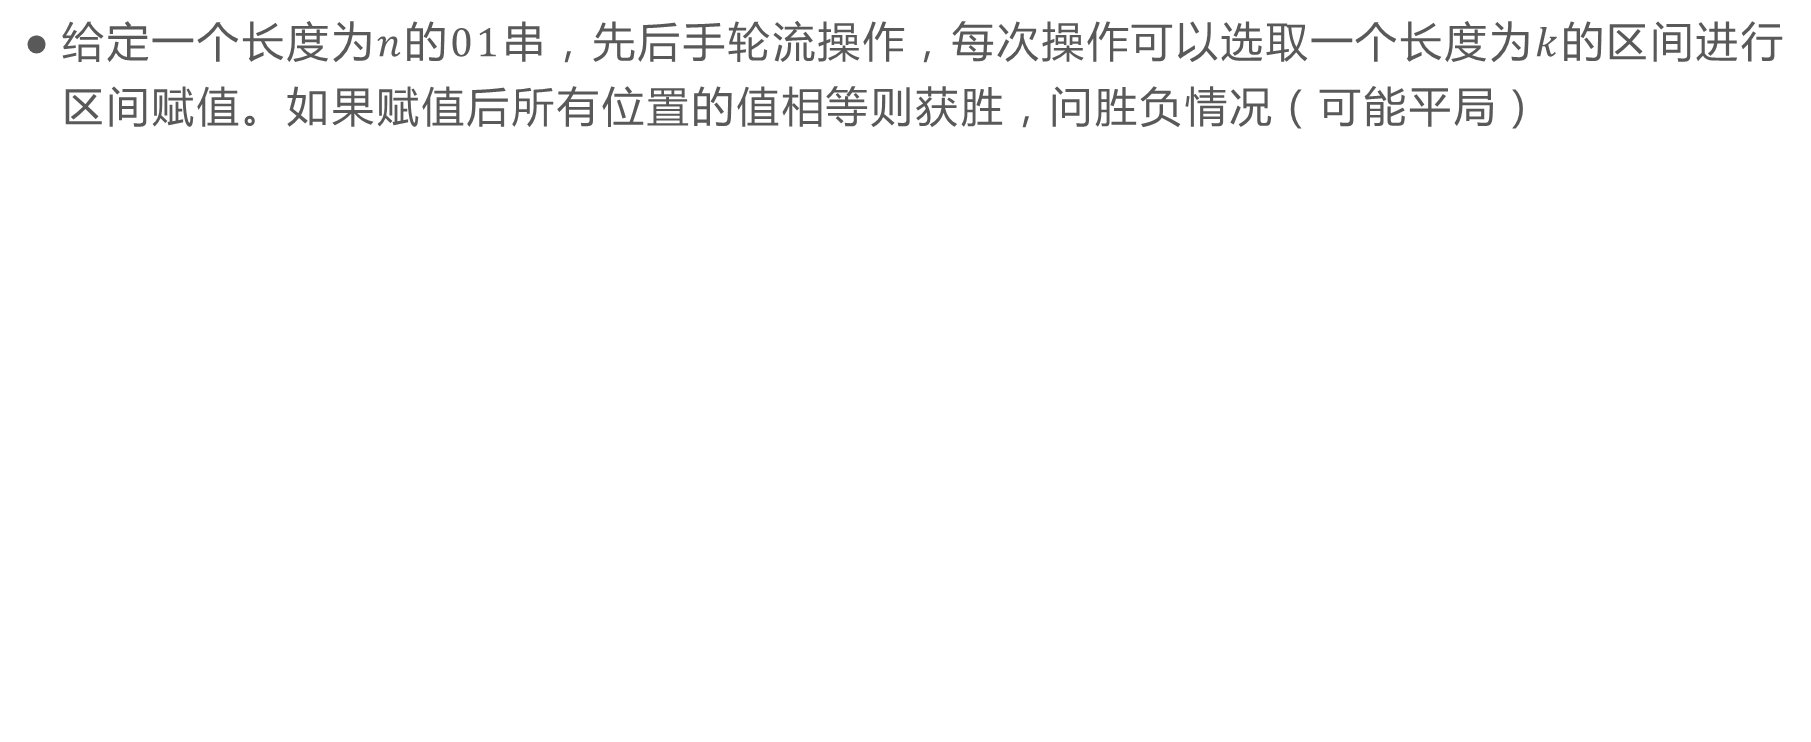 • 给定一个长度为n的01串，先后手轮流操作，每次操作可以选取一个长度为k的区间进行
区间赋值。如果赋值后所有位置的值相等则获胜，问胜负情况（可能平局）